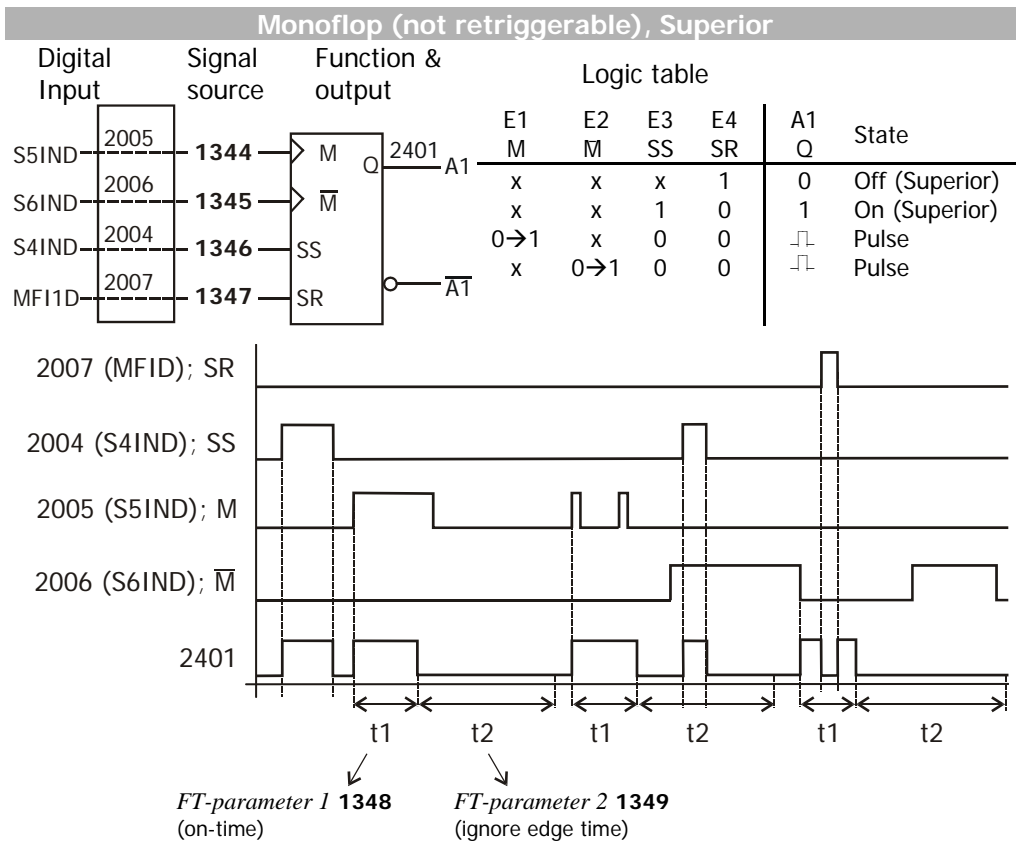 Monoflop (not retriggerable), Superior
Digital Input
Signal source
Function & output
Logic table
S5IND 2005 1344 M Q 2401 A1
S6IND 2006 1345 M̅
S4IND 2004 1346 SS
MFI1D 2007 1347 SR A̅1̅
E1 E2 E3 E4 A1 State
M M̅ SS SR Q
x x x 1 0 Off (Superior)
x x 1 0 1 On (Superior)
0→1 x 0 0 Pulse
x 0→1 0 0 Pulse
2007 (MFID); SR
2004 (S4IND); SS
2005 (S5IND); M
2006 (S6IND); M̅
2401
t1 t2 t1 t2 t1 t2
FT-parameter 1 1348 FT-parameter 2 1349
(on-time) (ignore edge time)